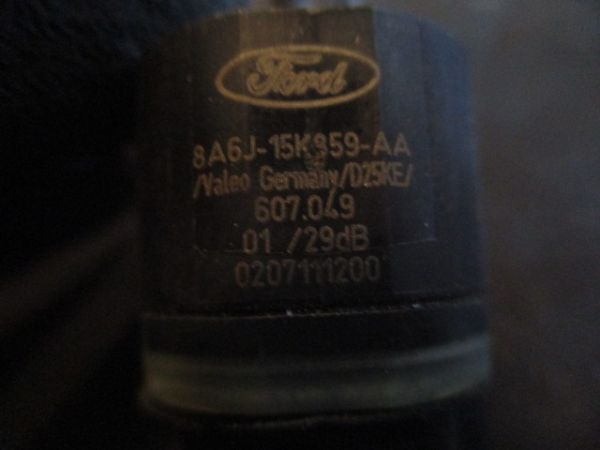 Ford
8A6J-15K859-AA
/Valeo Germany/D25KE/
607.049
01 /29dB
0207111200